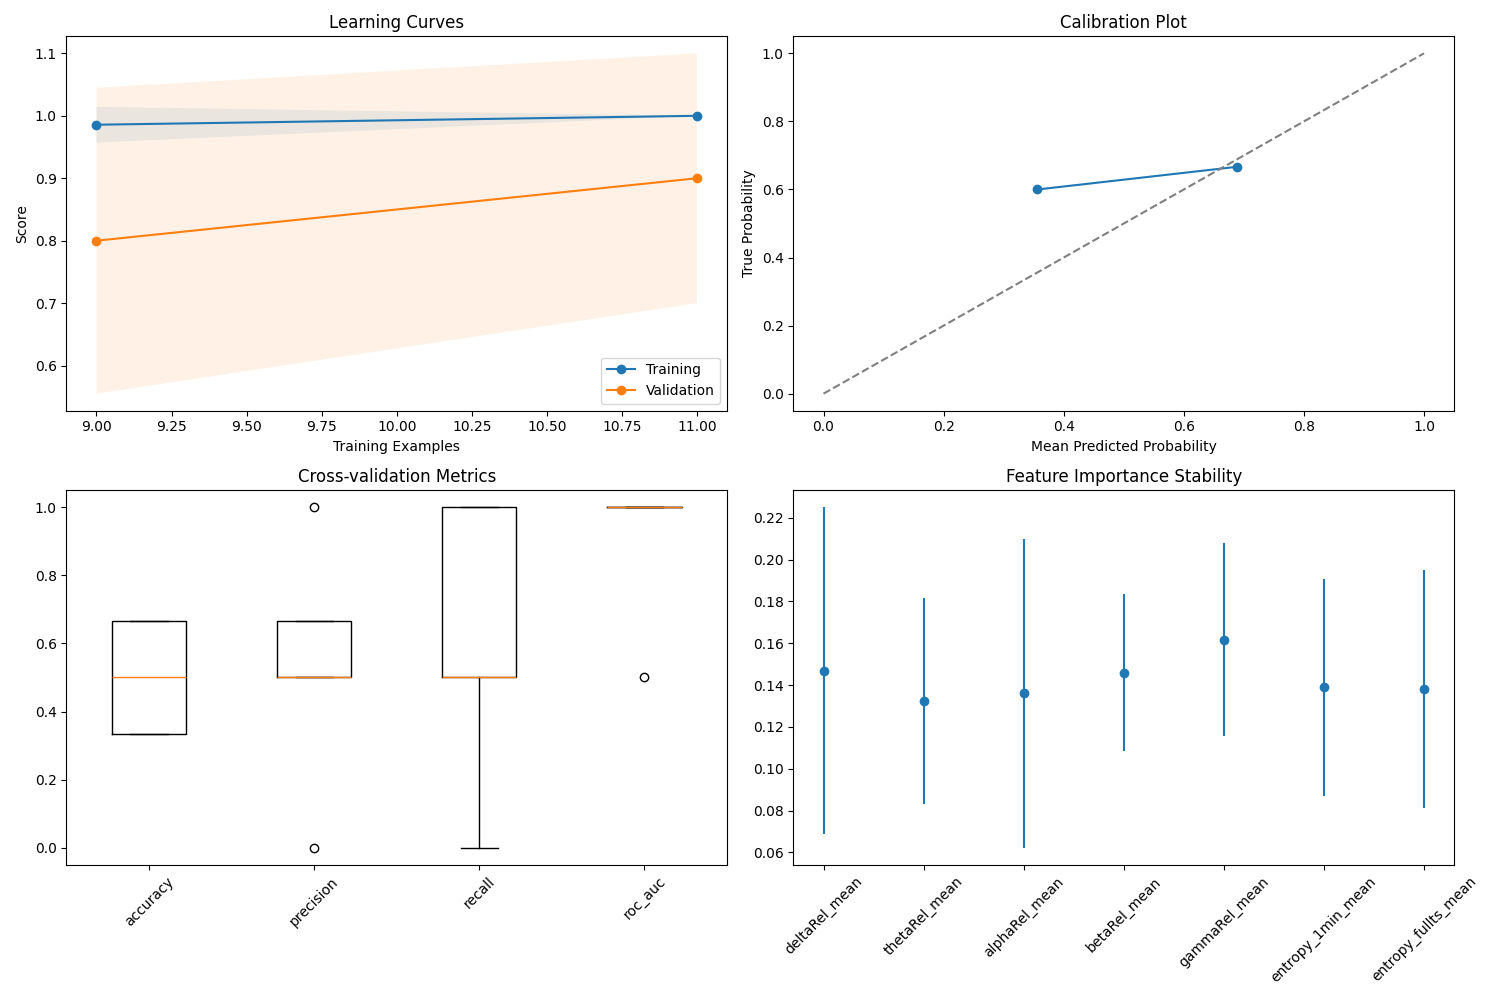 Learning Curves
1.1
1.0
0.9
0.8
0.7
0.6
Score
9.00 9.25 9.50 9.75 10.00 10.25 10.50 10.75 11.00
Training Examples
Training
Validation
Calibration Plot
1.0
0.8
0.6
0.4
0.2
0.0
True Probability
0.0 0.2 0.4 0.6 0.8 1.0
Mean Predicted Probability
Cross-validation Metrics
1.0
0.8
0.6
0.4
0.2
0.0
accuracy precision recall roc_auc
Feature Importance Stability
0.22
0.20
0.18
0.16
0.14
0.12
0.10
0.08
0.06
deltaRel_mean thetaRel_mean alphaRel_mean betaRel_mean gammaRel_mean entropy_1min_mean entropy_fullts_mean